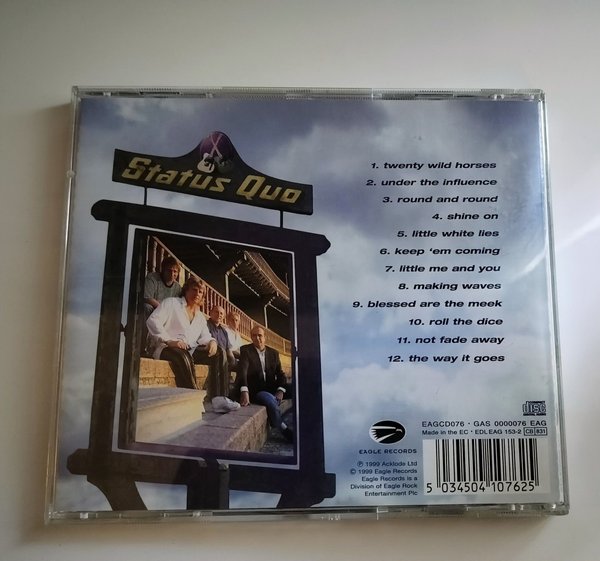 Status Quo
1. twenty wild horses
2. under the influence
3. round and round
4. shine on
5. little white lies
6. keep 'em coming
7. little me and you
8. making waves
9. blessed are the meek
10. roll the dice
11. not fade away
12. the way it goes
EAGLE RECORDS
℗ 1999 Acklode Ltd
© 1999 Eagle Records
Eagle Records is a
Division of Eagle Rock
Entertainment Plc
EAGCD076 · GAS 0000076 EAG
Made in the EC · EDL EAG 153-2 CB 831
5 034504 107625